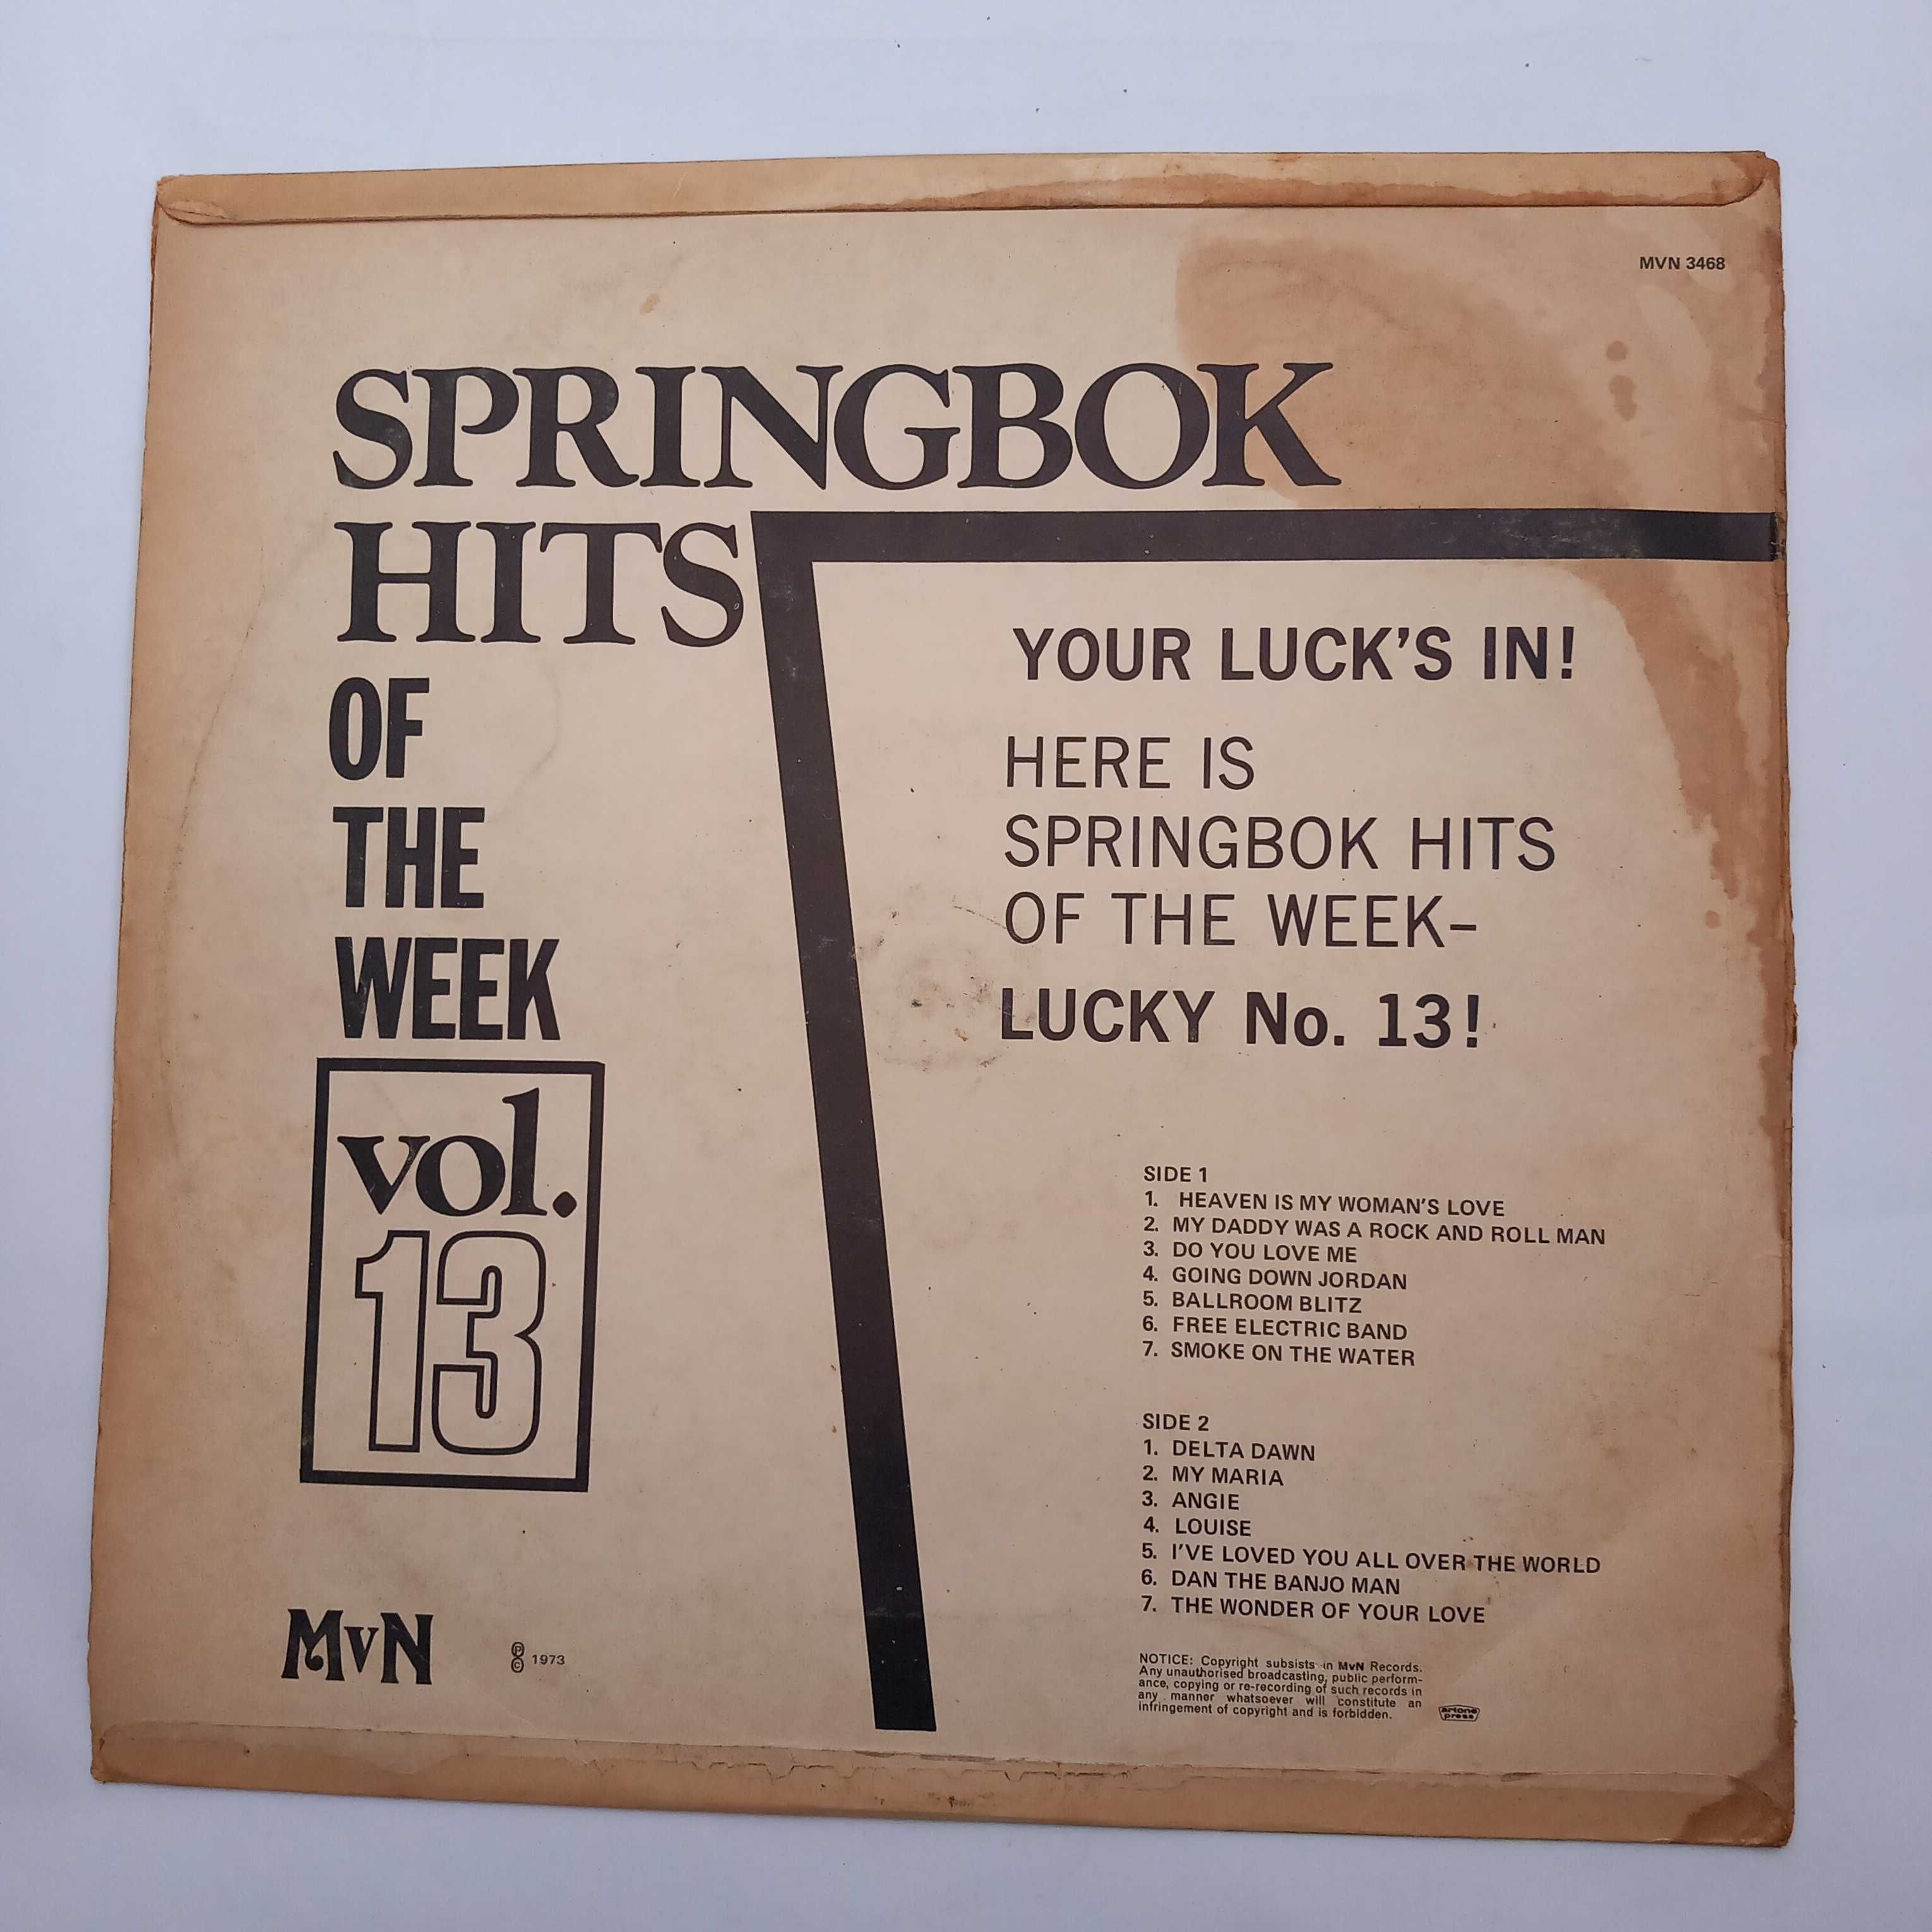 MVN 3468
SPRINGBOK
HITS
OF
THE
WEEK
vol.
13
YOUR LUCK'S IN!
HERE IS
SPRINGBOK HITS
OF THE WEEK–
LUCKY No. 13!
SIDE 1
1. HEAVEN IS MY WOMAN'S LOVE
2. MY DADDY WAS A ROCK AND ROLL MAN
3. DO YOU LOVE ME
4. GOING DOWN JORDAN
5. BALLROOM BLITZ
6. FREE ELECTRIC BAND
7. SMOKE ON THE WATER
SIDE 2
1. DELTA DAWN
2. MY MARIA
3. ANGIE
4. LOUISE
5. I'VE LOVED YOU ALL OVER THE WORLD
6. DAN THE BANJO MAN
7. THE WONDER OF YOUR LOVE
MvN
Ⓟ
© 1973
NOTICE: Copyright subsists in MvN Records.
Any unauthorised broadcasting, public perform-
ance, copying or re-recording of such records in
any manner whatsoever will constitute an
infringement of copyright and is forbidden.
artone
press